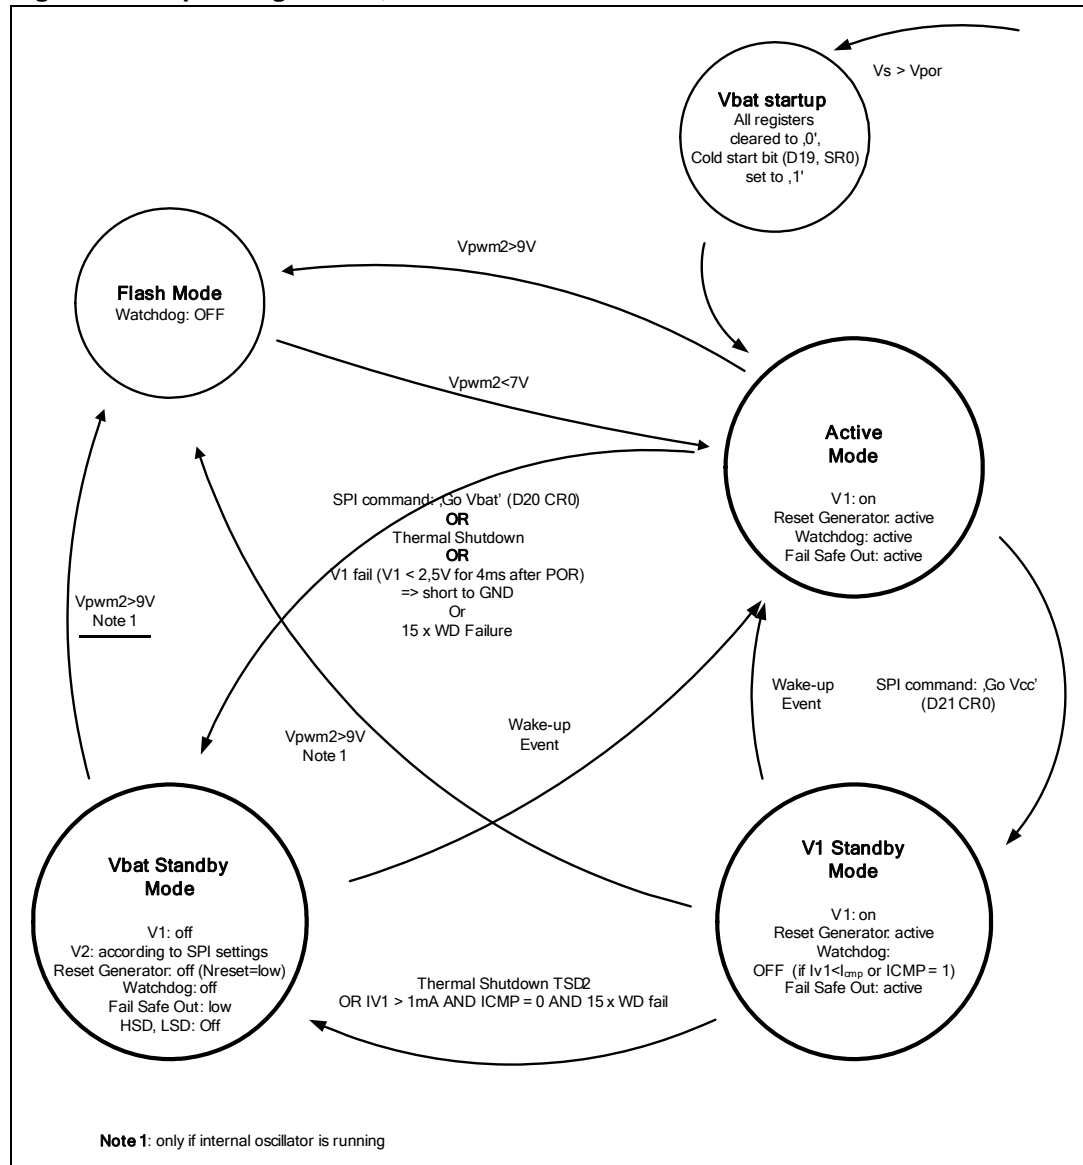 Vs > Vpor
Vbat startup
All registers
cleared to ‚0',
Cold start bit (D19, SR0)
set to ‚1'
Vpwm2>9V
Flash Mode
Watchdog: OFF
Vpwm2<7V
Active
Mode
V1: on
Reset Generator: active
Watchdog: active
Fail Safe Out: active
SPI command: ‚Go Vbat’ (D20 CR0)
OR
Thermal Shutdown
OR
V1 fail (V1 < 2,5V for 4ms after POR)
=> short to GND
Or
15 x WD Failure
Vpwm2>9V
Note 1
Wake-up
Event
SPI command: ‚Go Vcc’
(D21 CR0)
Vpwm2>9V
Note 1
Wake-up
Event
Vbat Standby
Mode
V1: off
V2: according to SPI settings
Reset Generator: off (Nreset=low)
Watchdog: off
Fail Safe Out: low
HSD, LSD: Off
V1 Standby
Mode
V1: on
Reset Generator: active
Watchdog:
OFF (if Iv1<Icmp or ICMP = 1)
Fail Safe Out: active
Thermal Shutdown TSD2
OR IV1 > 1mA AND ICMP = 0 AND 15 x WD fail
Note 1: only if internal oscillator is running